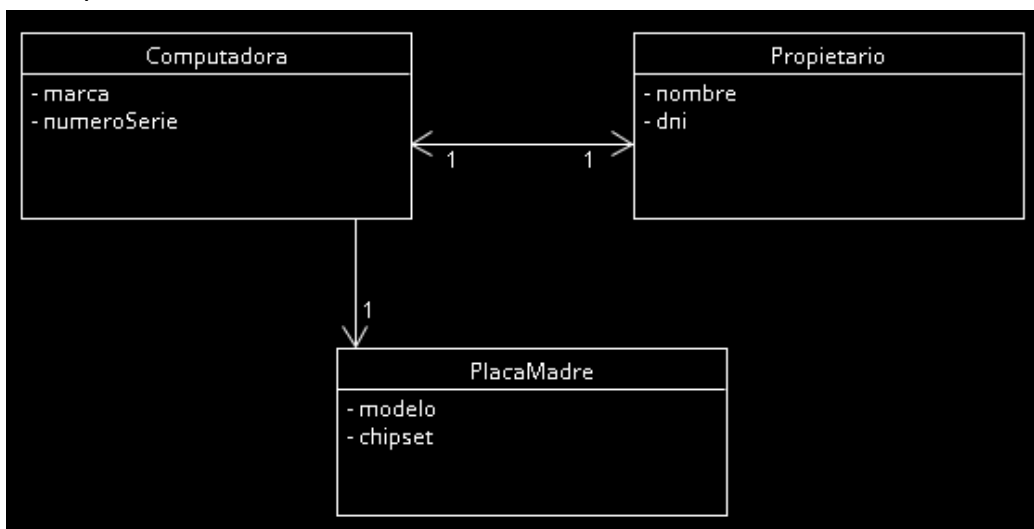 Computadora
- marca
- numeroSerie
1
1
Propietario
- nombre
- dni
1
PlacaMadre
- modelo
- chipset